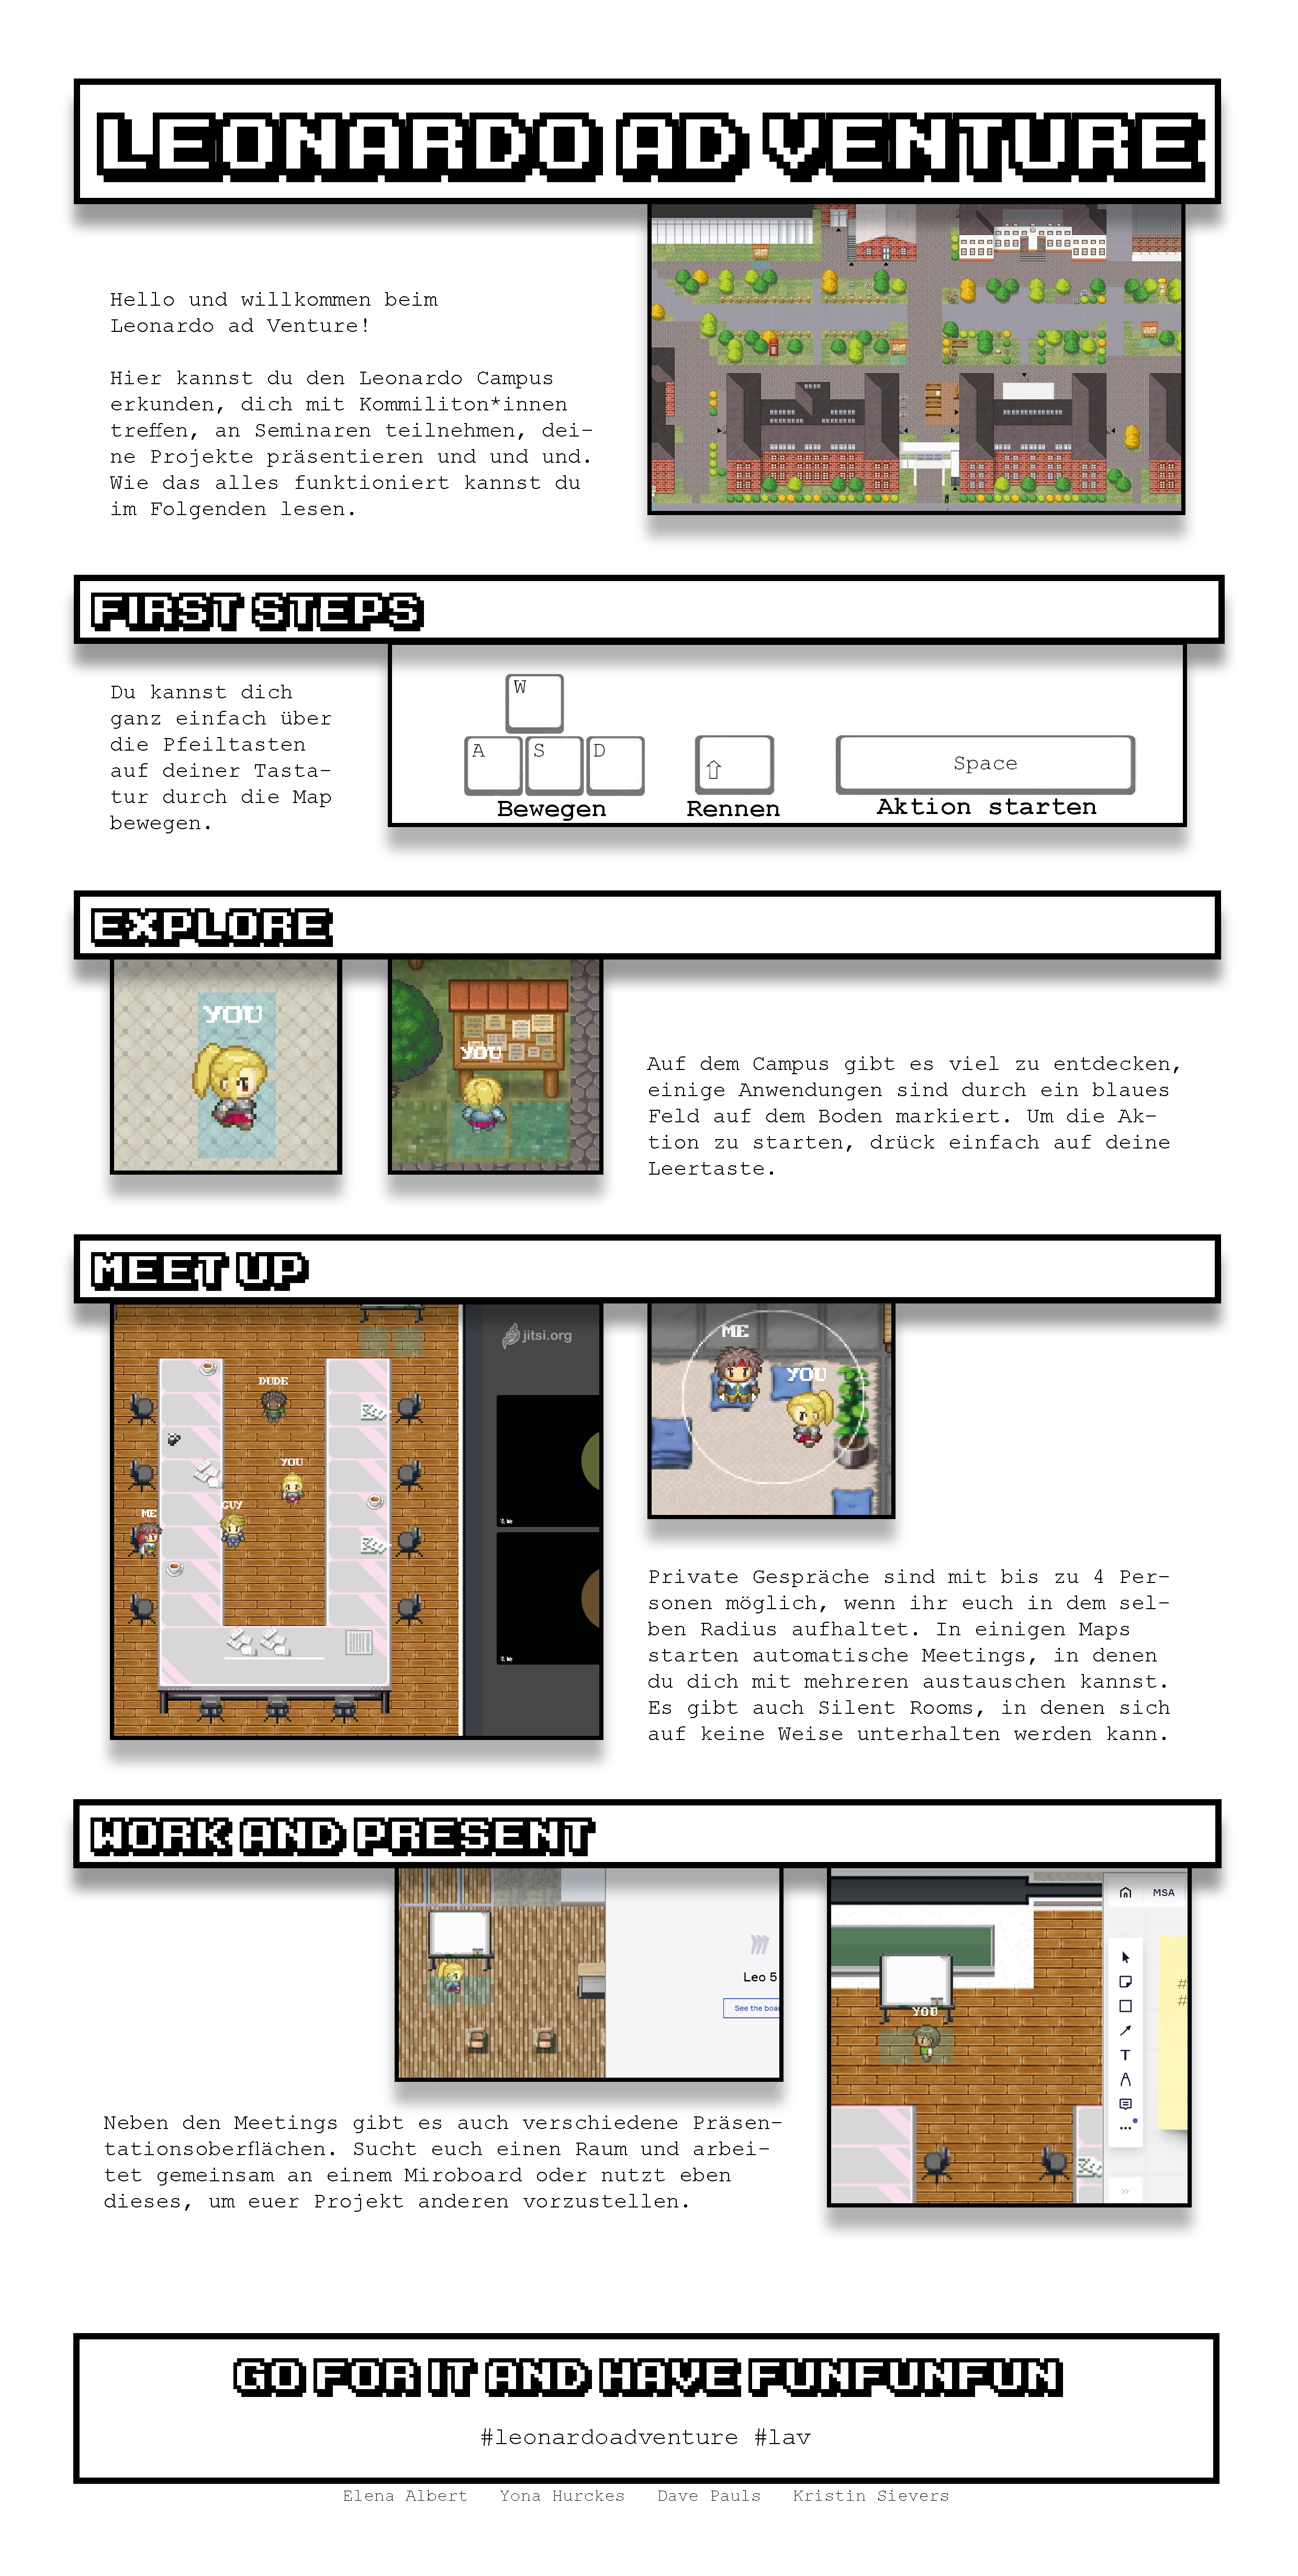 LEONARDO AD VENTURE
Hello und willkommen beim
Leonardo ad Venture!
Hier kannst du den Leonardo Campus
erkunden, dich mit Kommiliton*innen
treffen, an Seminaren teilnehmen, dei-
ne Projekte präsentieren und und und.
Wie das alles funktioniert kannst du
im Folgenden lesen.
FIRST STEPS
Du kannst dich
ganz einfach über
die Pfeiltasten
auf deiner Tasta-
tur durch die Map
bewegen.
W
A S D
Space
Bewegen Rennen Aktion starten
EXPLORE
YOU
YOU
Auf dem Campus gibt es viel zu entdecken,
einige Anwendungen sind durch ein blaues
Feld auf dem Boden markiert. Um die Ak-
tion zu starten, drück einfach auf deine
Leertaste.
MEET UP
jitsi.org
DUDE
YOU
GUY
ME
ME
YOU
Private Gespräche sind mit bis zu 4 Per-
sonen möglich, wenn ihr euch in dem sel-
ben Radius aufhaltet. In einigen Maps
starten automatische Meetings, in denen
du dich mit mehreren austauschen kannst.
Es gibt auch Silent Rooms, in denen sich
auf keine Weise unterhalten werden kann.
WORK AND PRESENT
Leo 5
See the boar
MSA
#
#
YOU
T
Neben den Meetings gibt es auch verschiedene Präsen-
tationsoberflächen. Sucht euch einen Raum und arbei-
tet gemeinsam an einem Miroboard oder nutzt eben
dieses, um euer Projekt anderen vorzustellen.
GO FOR IT AND HAVE FUNFUNFUN
#leonardoadventure #lav
Elena Albert Yona Hurckes Dave Pauls Kristin Sievers